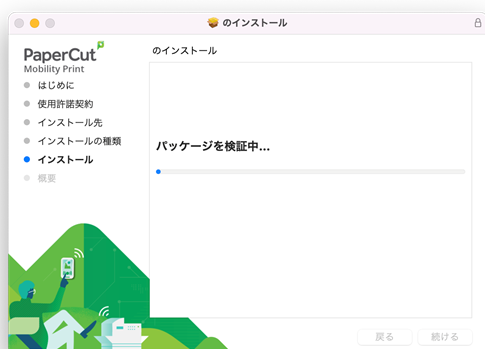 のインストール
PaperCut
Mobility Print
のインストール
はじめに
使用許諾契約
インストール先
インストールの種類
インストール
概要
パッケージを検証中...
戻る
続ける